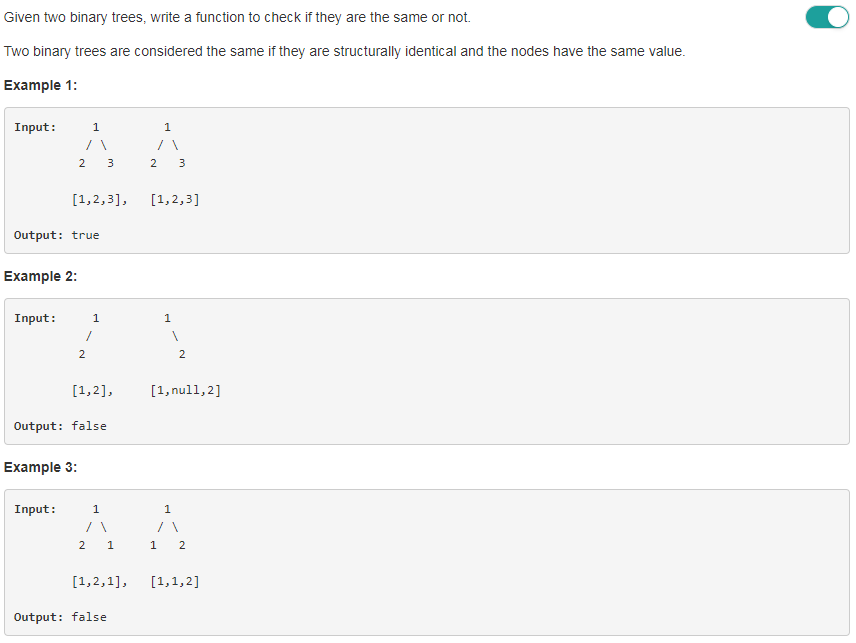 Given two binary trees, write a function to check if they are the same or not.
Two binary trees are considered the same if they are structurally identical and the nodes have the same value.
Example 1:
Input:     1         1
          / \       / \
         2   3     2   3

        [1,2,3],   [1,2,3]

Output: true
Example 2:
Input:     1         1
          /           \
         2             2

        [1,2],     [1,null,2]

Output: false
Example 3:
Input:     1         1
          / \       / \
         2   1     1   2

        [1,2,1],   [1,1,2]

Output: false